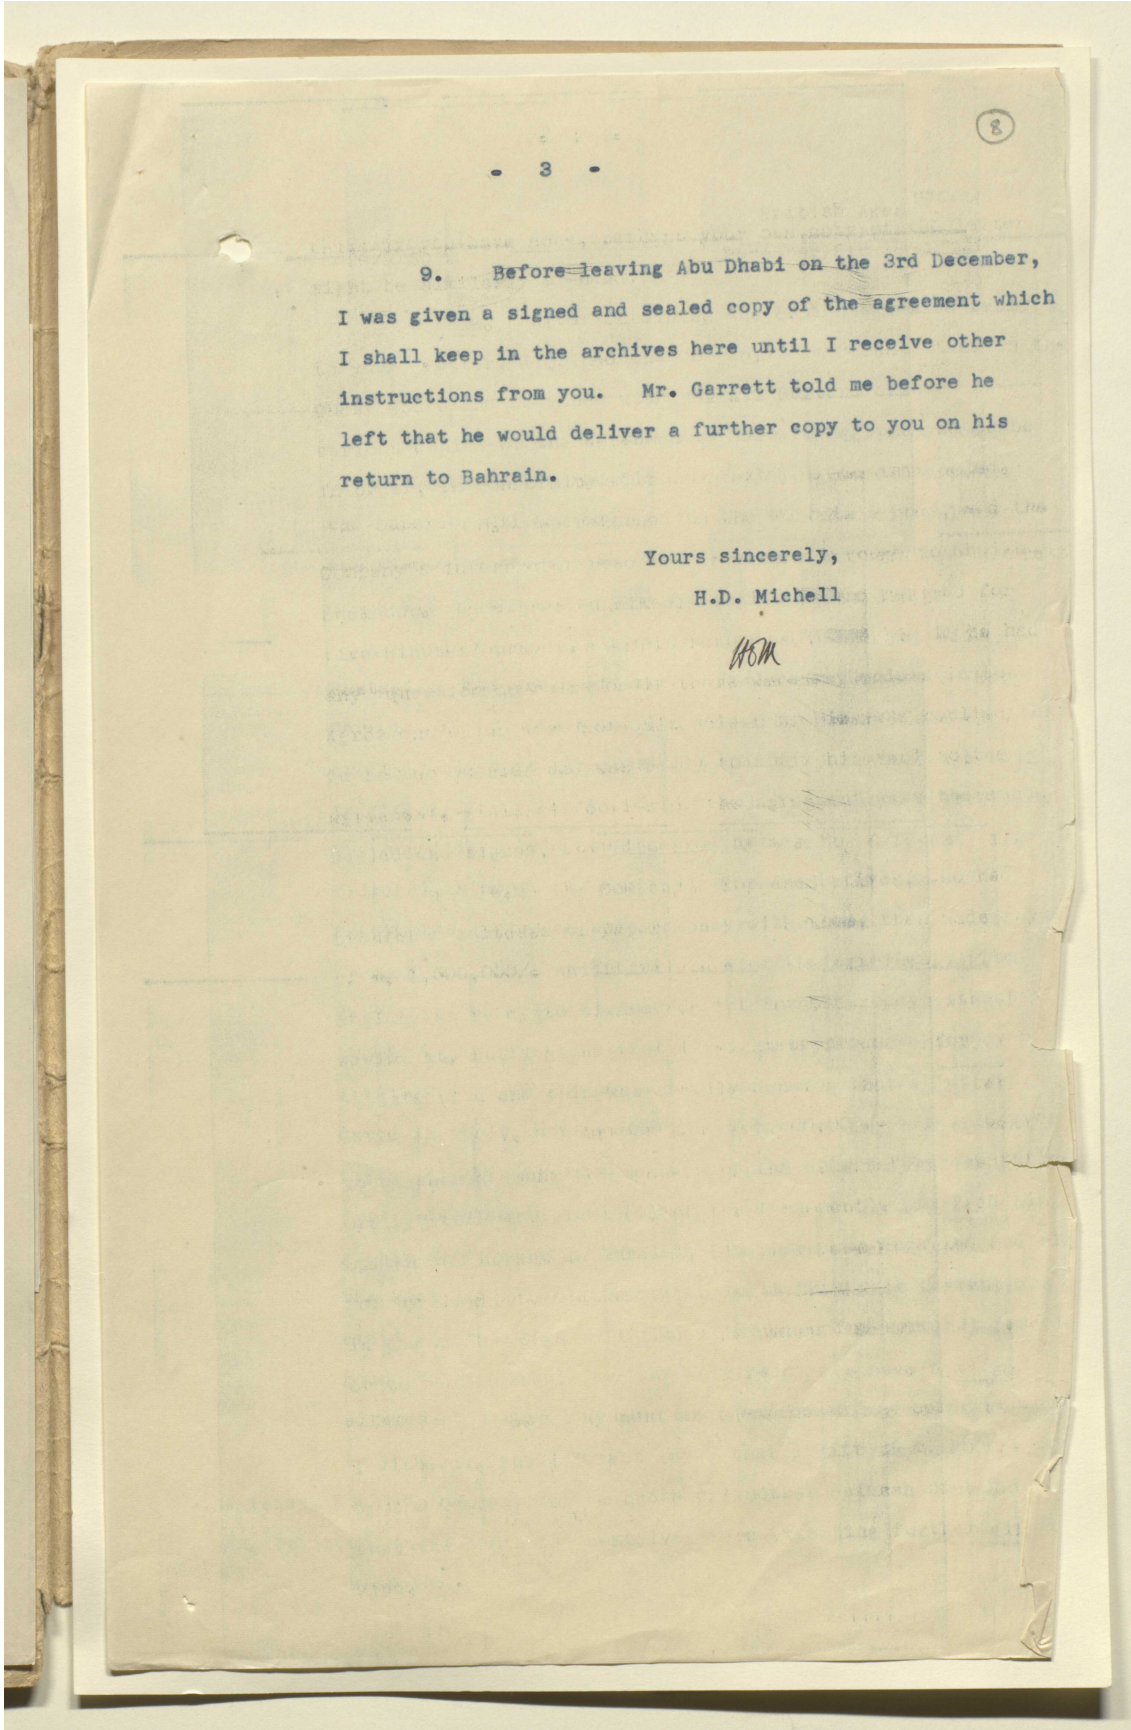 8
- 3 -
9. Before leaving Abu Dhabi on the 3rd December,
I was given a signed and sealed copy of the agreement which
I shall keep in the archives here until I receive other
instructions from you. Mr. Garrett told me before he
left that he would deliver a further copy to you on his
return to Bahrain.
Yours sincerely,
H.D. Michell
HDM